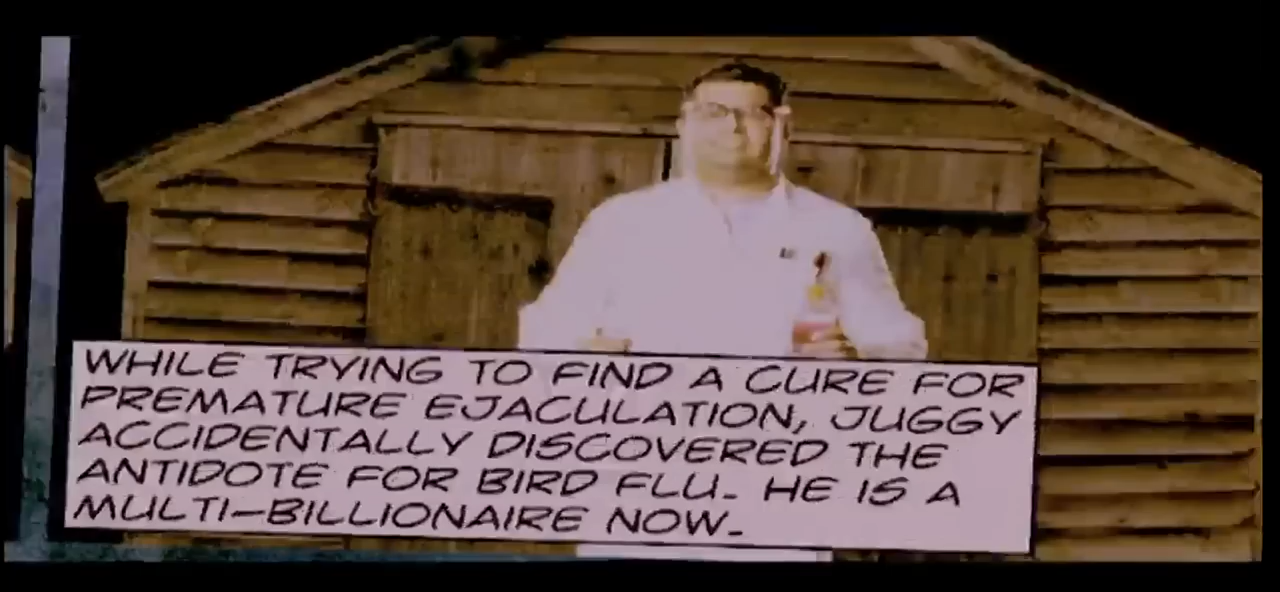 WHILE TRYING TO FIND A CURE FOR
PREMATURE EJACULATION, JUGGY
ACCIDENTALLY DISCOVERED THE
ANTIDOTE FOR BIRD FLU. HE IS A
MULTI-BILLIONAIRE NOW.